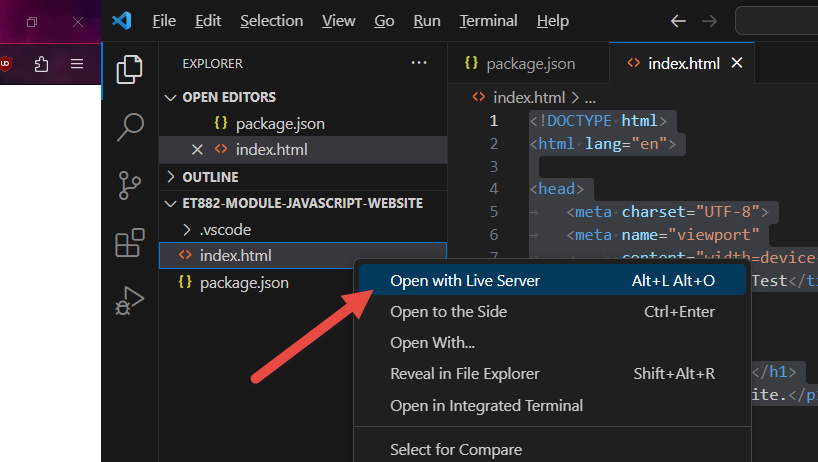 File Edit Selection View Go Run Terminal Help
EXPLORER ...
OPEN EDITORS
{} package.json
index.html
OUTLINE
ET882-MODULE-JAVASCRIPT-WEBSITE
.vscode
index.html
{} package.json
{} package.json
<> index.html
<> index.html > ...
1 <!DOCTYPE html>
2 <html lang="en">
3
4 <head>
5 <meta charset="UTF-8">
6 <meta name="viewport"
7 content="width=device-
Test</ti
</h1>
ite.</p
Open with Live Server Alt+L Alt+O
Open to the Side Ctrl+Enter
Open With...
Reveal in File Explorer Shift+Alt+R
Open in Integrated Terminal
Select for Compare